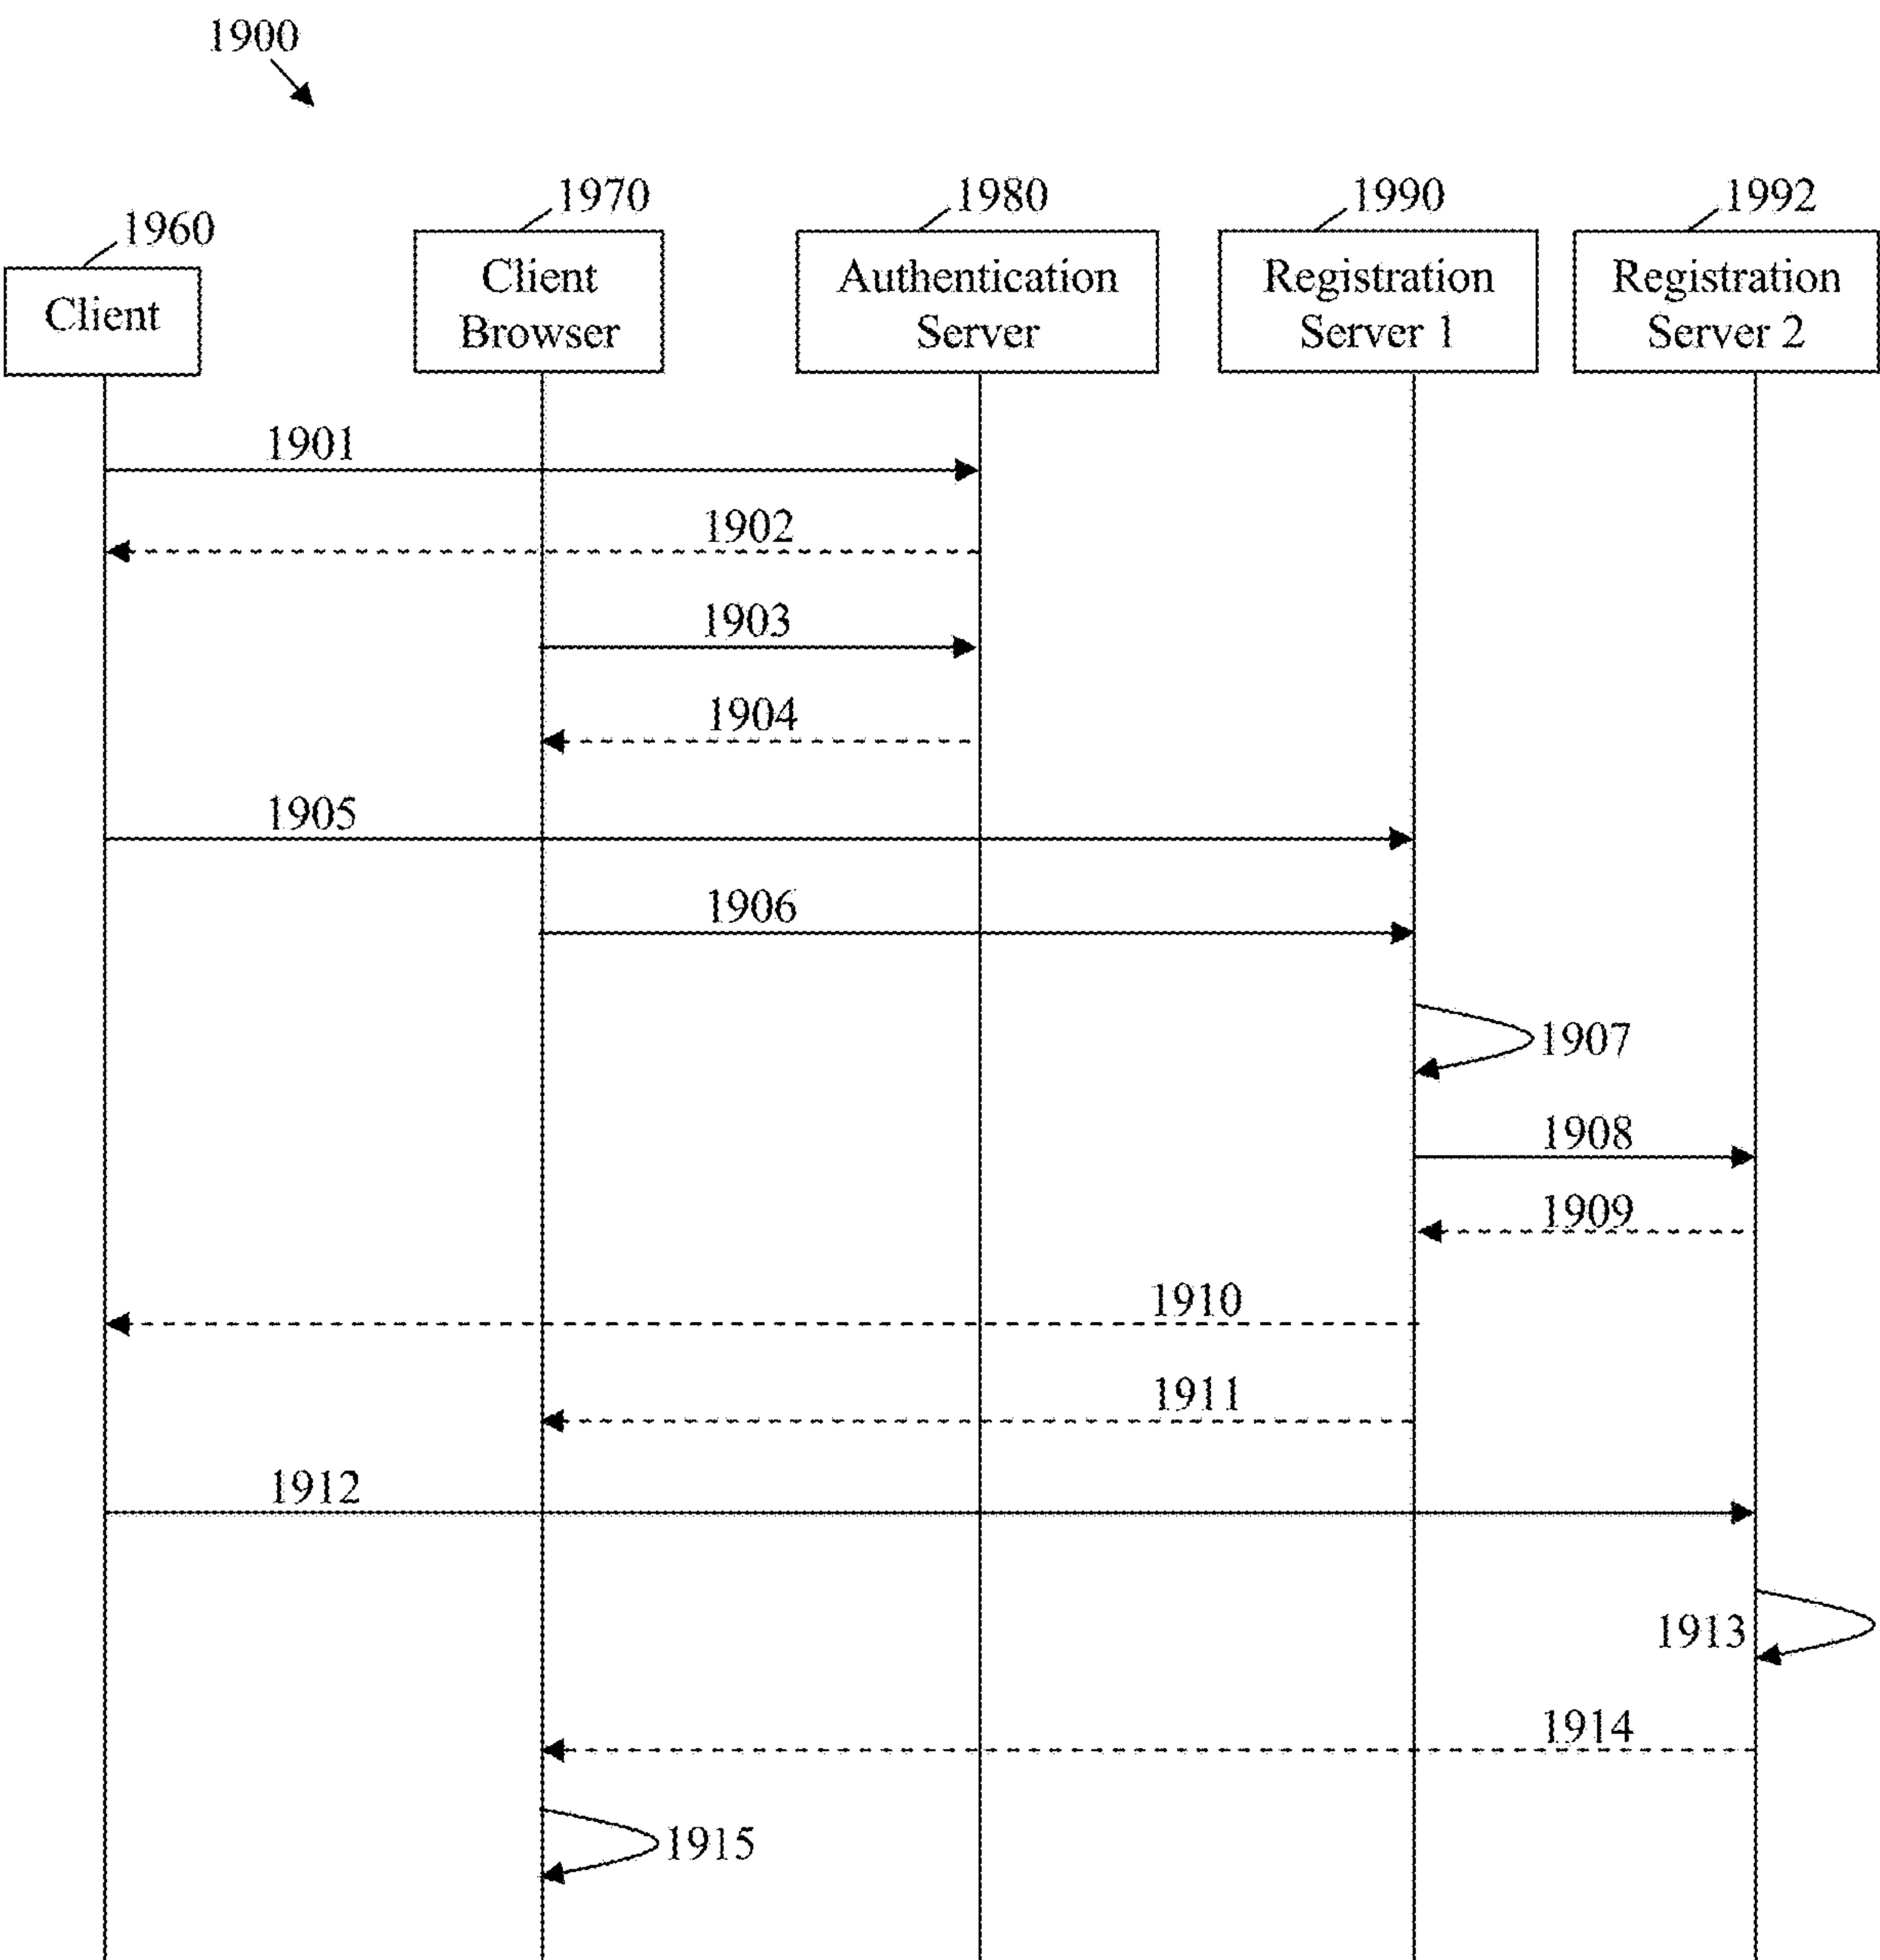 1900
1960
1970
1980
1990
1992
Client
Client
Browser
Authentication
Server
Registration
Server 1
Registration
Server 2
1901
1902
1903
1904
1905
1906
1907
1908
1909
1910
1911
1912
1913
1914
1915